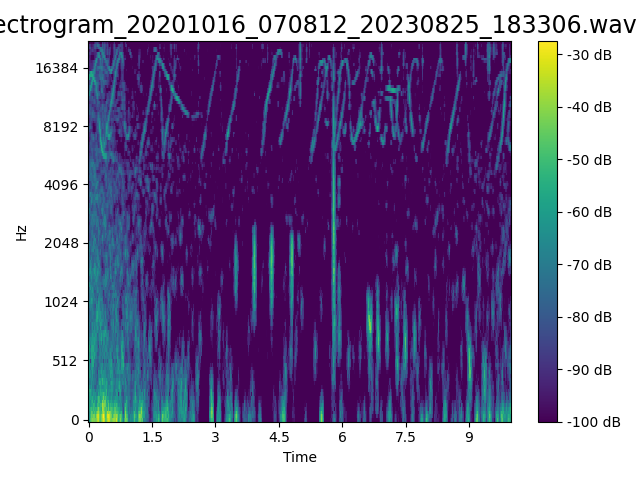 ectrogram_20201016_070812_20230825_183306.wav
Hz
16384
8192
4096
2048
1024
512
0
0 1.5 3 4.5 6 7.5 9
Time
-30 dB
-40 dB
-50 dB
-60 dB
-70 dB
-80 dB
-90 dB
-100 dB